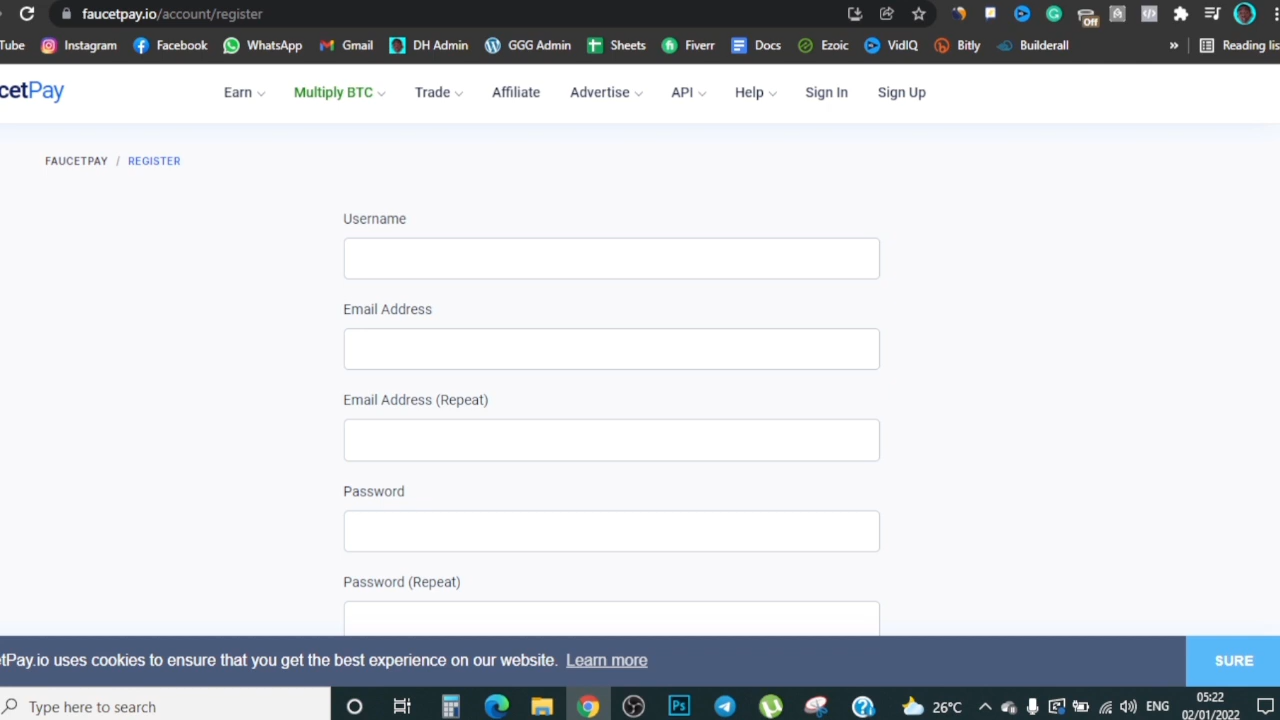 faucetpay.io/account/register
Off
Tube Instagram Facebook WhatsApp Gmail DH Admin GGG Admin Sheets Fiverr Docs Ezoic VidIQ Bitly Builderall » Reading lis
cetPay Earn Multiply BTC Trade Affiliate Advertise API Help Sign In Sign Up
FAUCETPAY / REGISTER
Username
Email Address
Email Address (Repeat)
Password
Password (Repeat)
etPay.io uses cookies to ensure that you get the best experience on our website. Learn more SURE
Type here to search Ps 26°C ENG 05:22
02/01/2022